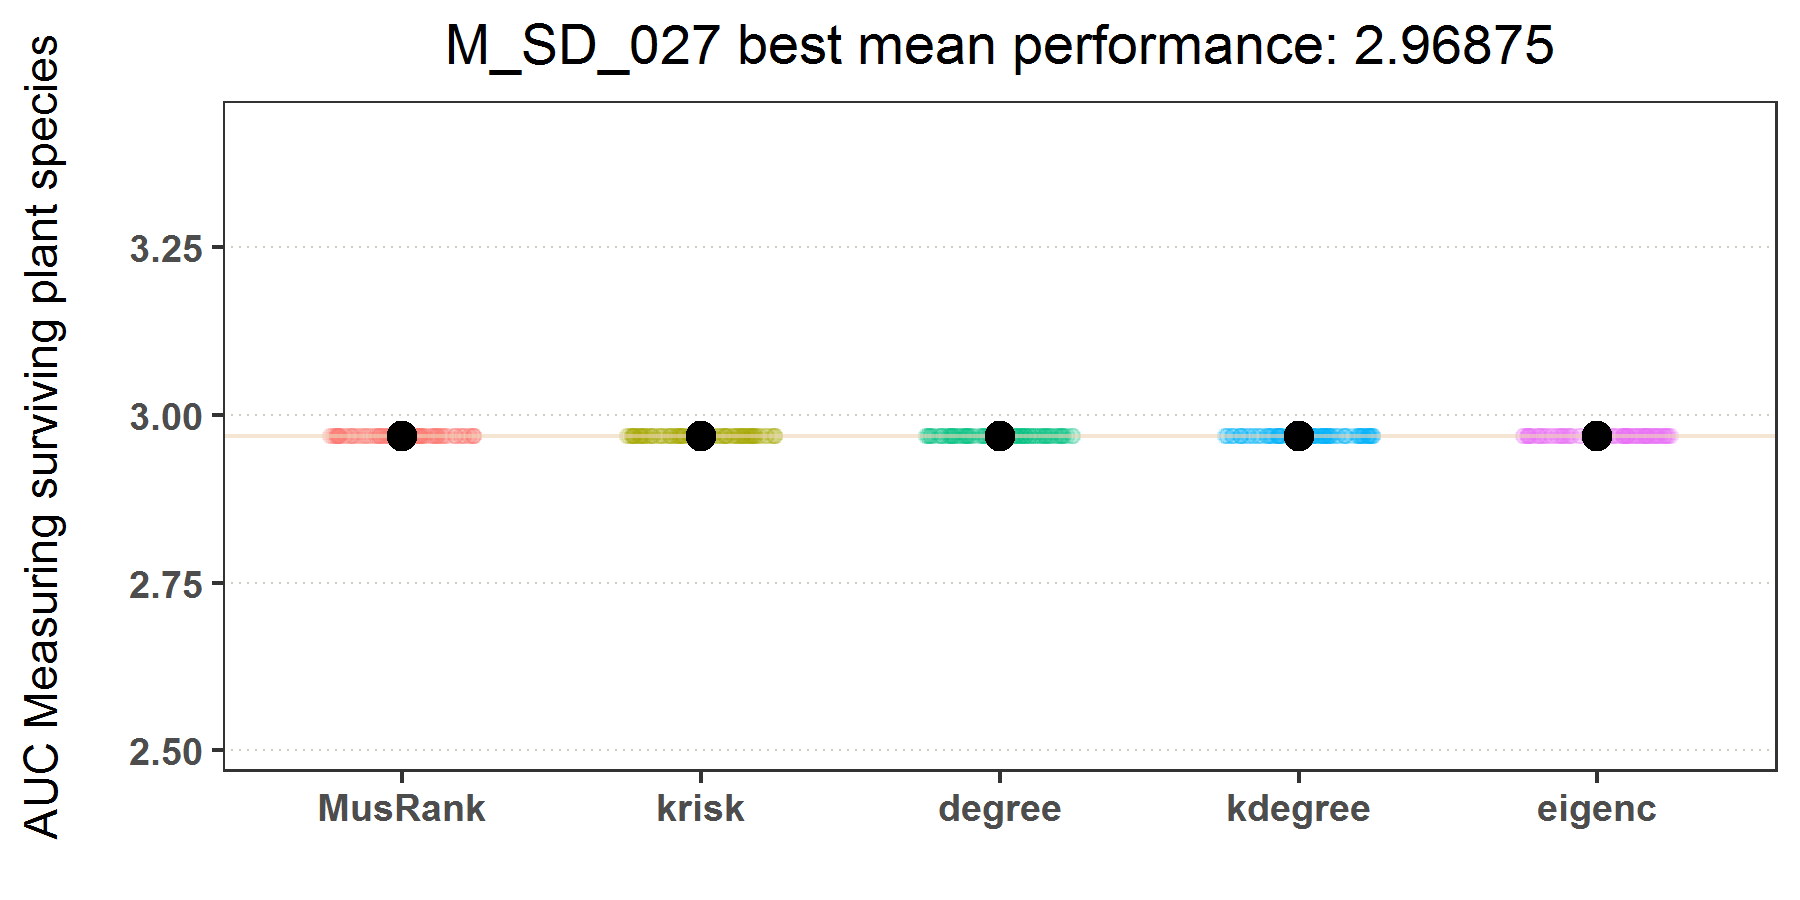 M_SD_027 best mean performance: 2.96875
AUC Measuring surviving plant species
3.25
3.00
2.75
2.50
MusRank krisk degree kdegree eigenc